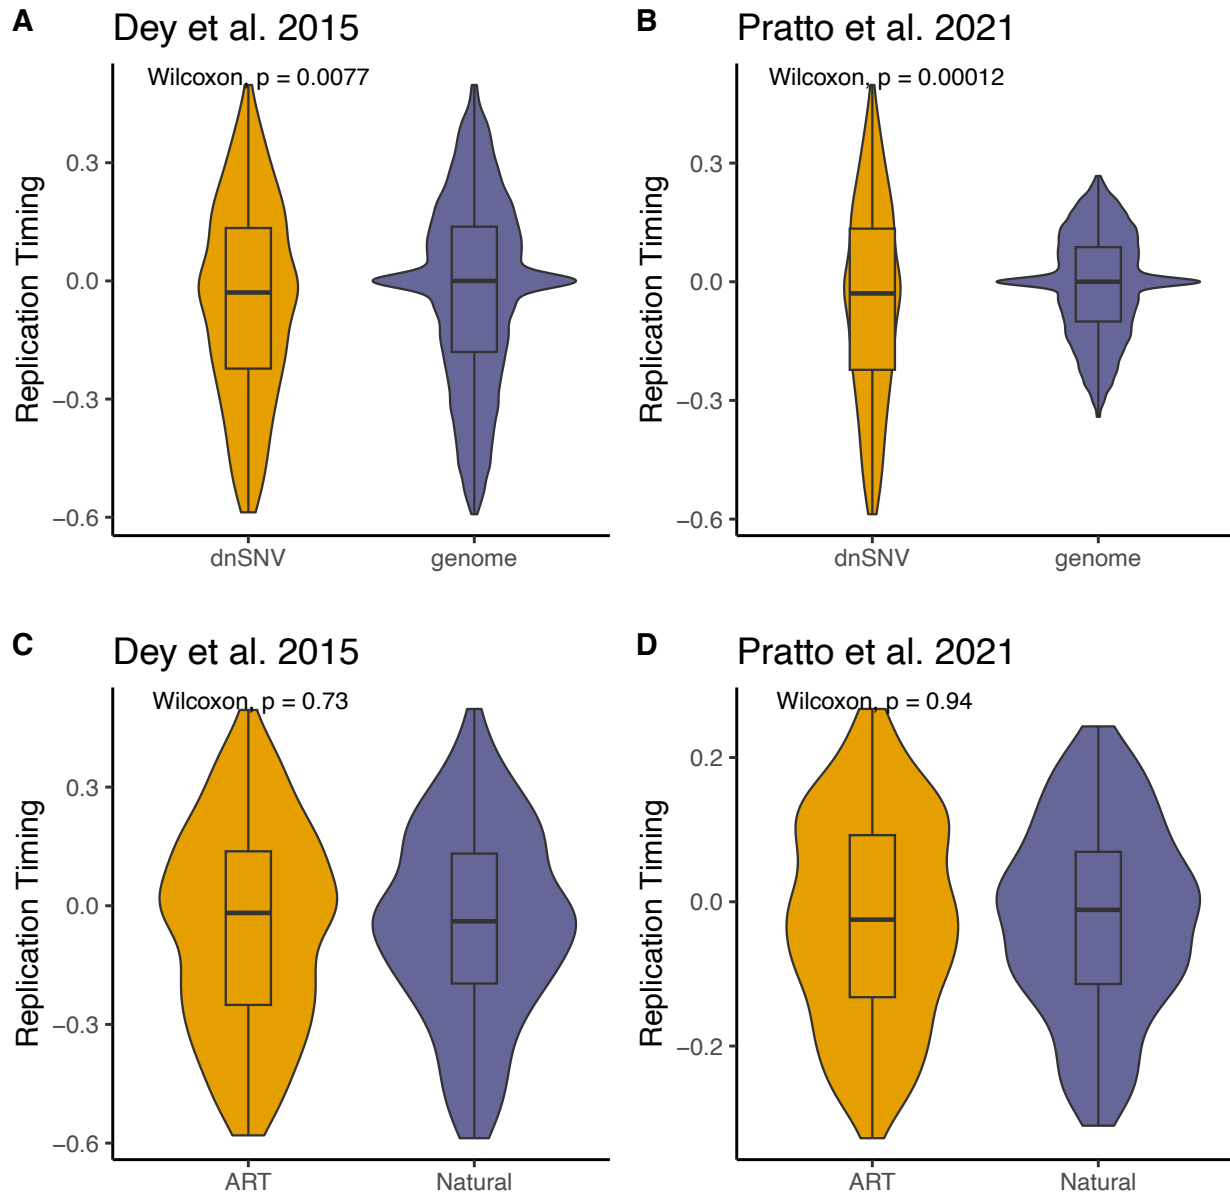 A
Dey et al. 2015
Wilcoxon, p = 0.0077
Replication Timing
0.3
0.0
−0.3
−0.6
dnSNV
genome
B
Pratto et al. 2021
Wilcoxon, p = 0.00012
Replication Timing
0.3
0.0
−0.3
−0.6
dnSNV
genome
C
Dey et al. 2015
Wilcoxon, p = 0.73
Replication Timing
0.3
0.0
−0.3
−0.6
ART
Natural
D
Pratto et al. 2021
Wilcoxon, p = 0.94
Replication Timing
0.2
0.0
−0.2
ART
Natural